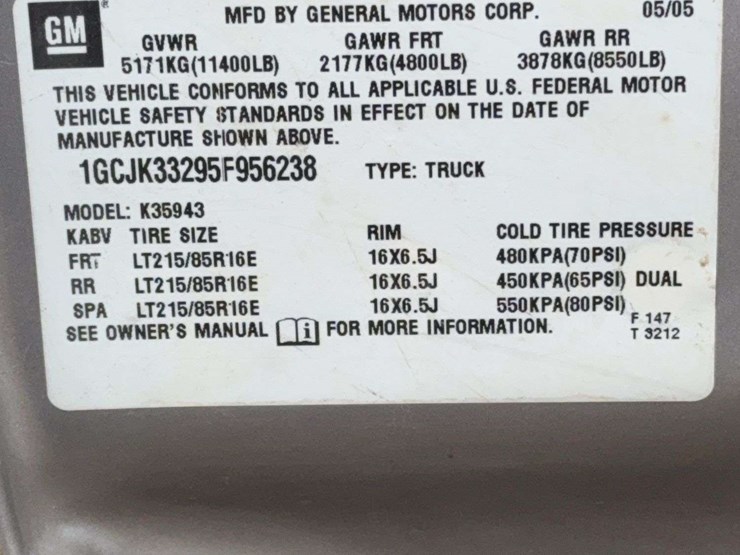 GM ® MFD BY GENERAL MOTORS CORP. 05/05
GVWR GAWR FRT GAWR RR
5171KG(11400LB) 2177KG(4800LB) 3878KG(8550LB)
THIS VEHICLE CONFORMS TO ALL APPLICABLE U.S. FEDERAL MOTOR
VEHICLE SAFETY STANDARDS IN EFFECT ON THE DATE OF
MANUFACTURE SHOWN ABOVE.
1GCJK33295F956238 TYPE: TRUCK
MODEL: K35943
KABV TIRE SIZE RIM COLD TIRE PRESSURE
FRT LT215/85R16E 16X6.5J 480KPA(70PSI)
RR LT215/85R16E 16X6.5J 450KPA(65PSI) DUAL
SPA LT215/85R16E 16X6.5J 550KPA(80PSI)
SEE OWNER'S MANUAL i FOR MORE INFORMATION.
F 147
T 3212